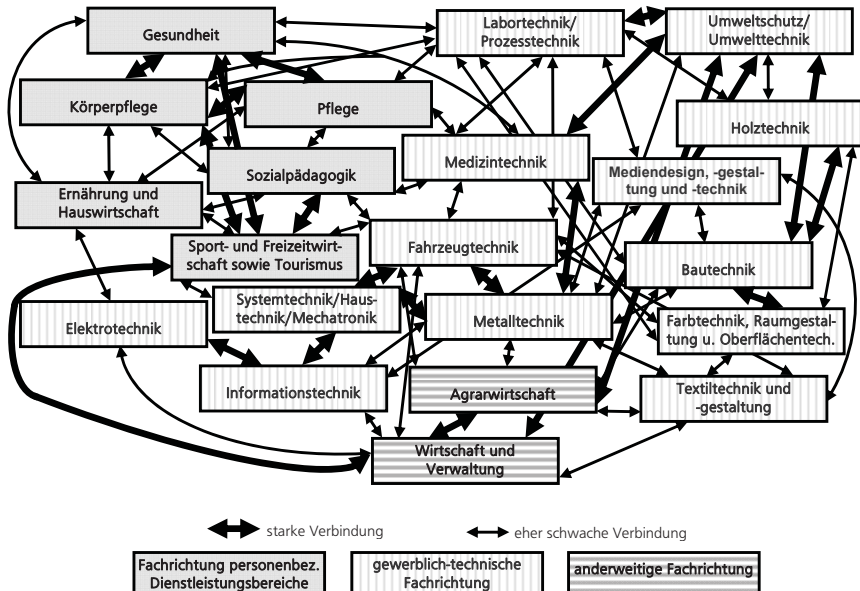 Gesundheit
Labortechnik/
Prozesstechnik
Umweltschutz/
Umwelttechnik
Körperpflege
Pflege
Holztechnik
Medizintechnik
Sozialpädagogik
Mediendesign, -gestal-
tung und -technik
Ernährung und
Hauswirtschaft
Sport- und Freizeitwirt-
schaft sowie Tourismus
Fahrzeugtechnik
Bautechnik
Systemtechnik/Haus-
technik/Mechatronik
Elektrotechnik
Metalltechnik
Farbtechnik, Raumgestal-
tung u. Oberflächentech.
Informationstechnik
Agrarwirtschaft
Textiltechnik und
-gestaltung
Wirtschaft und
Verwaltung
starke Verbindung
eher schwache Verbindung
Fachrichtung personenbez.
Dienstleistungsbereiche
gewerblich-technische
Fachrichtung
anderweitige Fachrichtung